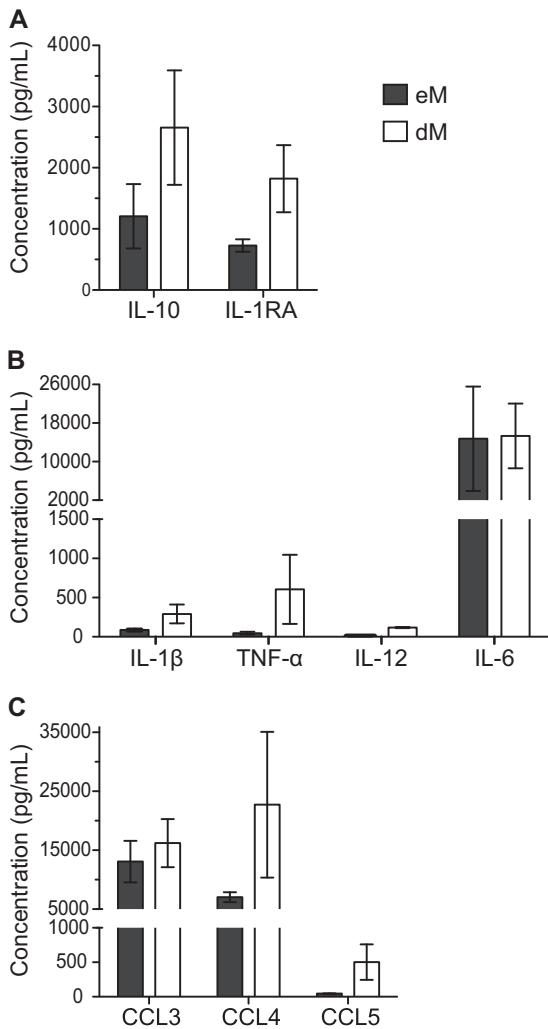 A
Concentration (pg/mL)
4000
3000
2000
1000
0
IL-10 IL-1RA
eM
dM
B
Concentration (pg/mL)
26000
18000
10000
2000
1500
1000
500
0
IL-1β TNF-α IL-12 IL-6
C
Concentration (pg/mL)
35000
25000
15000
5000
1000
500
0
CCL3 CCL4 CCL5